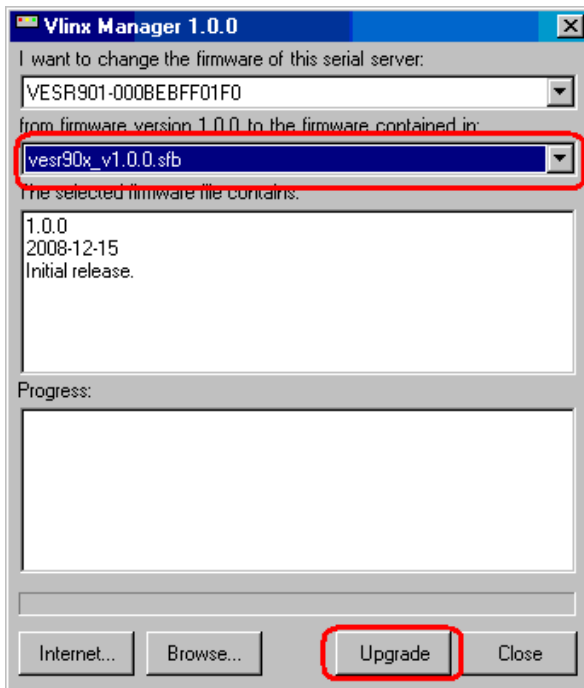 Vlinx Manager 1.0.0
I want to change the firmware of this serial server:
VESR901-000BEBFF01F0
from firmware version 1.0.0 to the firmware contained in:
vesr90x_v1.0.0.sfb
The selected firmware file contains:
1.0.0
2008-12-15
Initial release.
Progress:
Internet... Browse... Upgrade Close